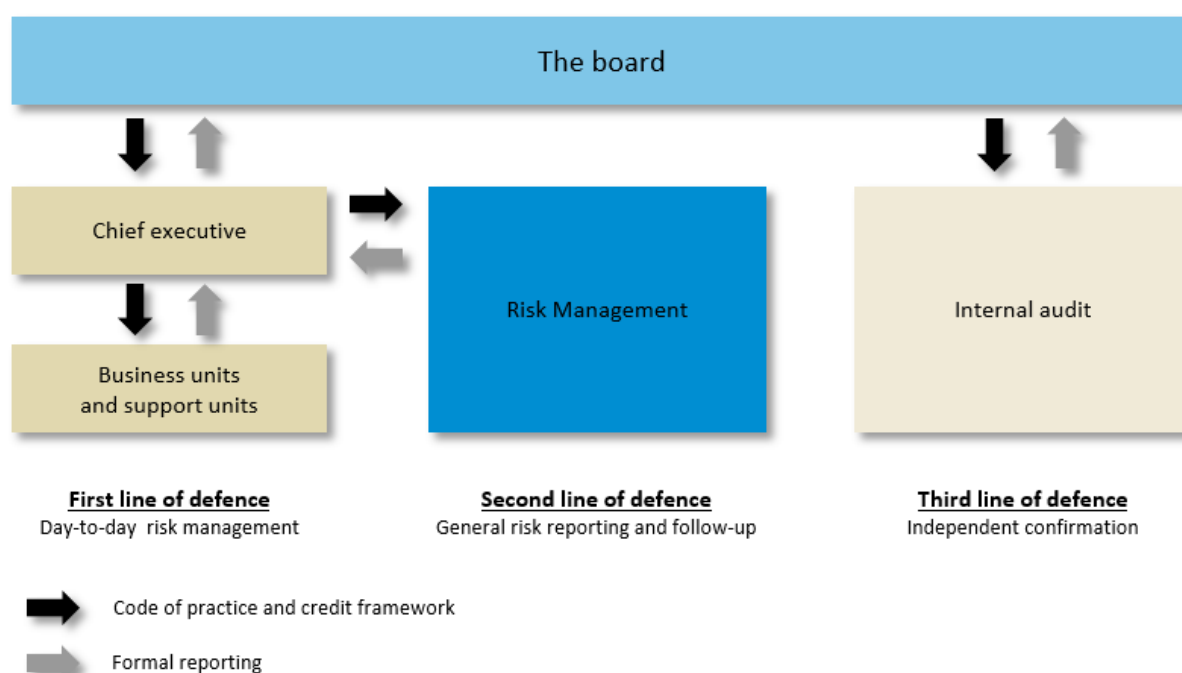 The board
Chief executive
Risk Management
Internal audit
Business units
and support units
First line of defence
Day-to-day risk management
Second line of defence
General risk reporting and follow-up
Third line of defence
Independent confirmation
Code of practice and credit framework
Formal reporting